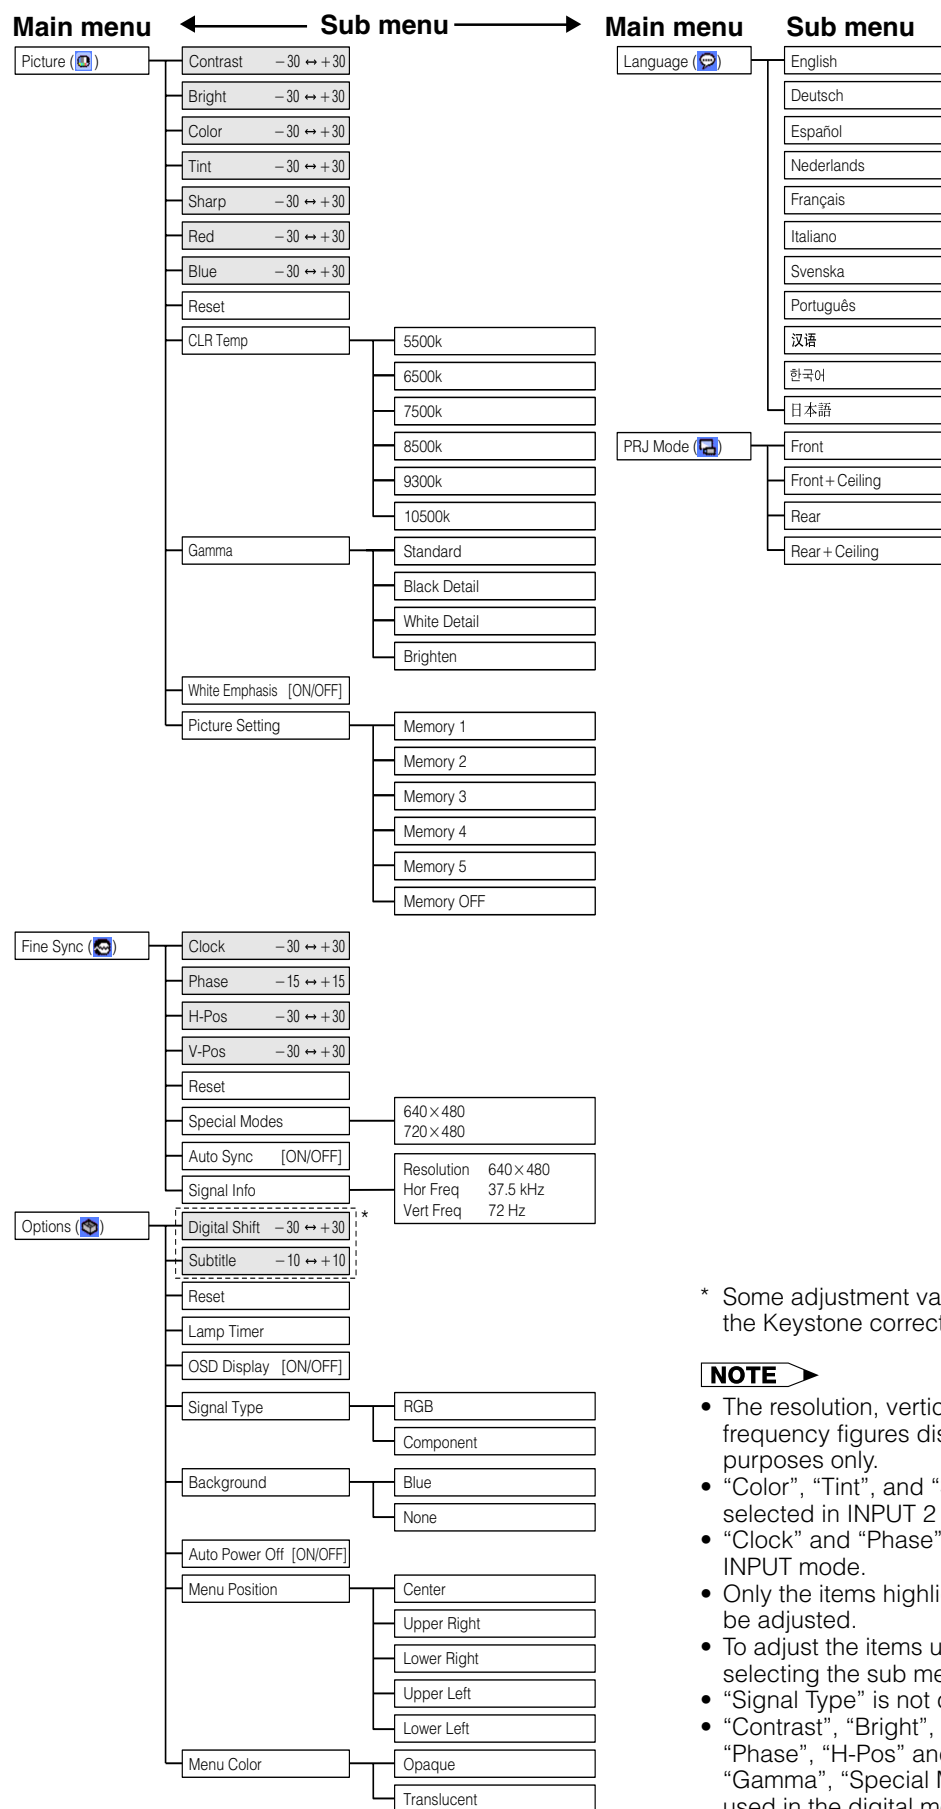 Main menu
Sub menu
Picture ( )
Contrast −30 ↔ +30
Bright −30 ↔ +30
Color −30 ↔ +30
Tint −30 ↔ +30
Sharp −30 ↔ +30
Red −30 ↔ +30
Blue −30 ↔ +30
Reset
CLR Temp
5500k
6500k
7500k
8500k
9300k
10500k
Gamma
Standard
Black Detail
White Detail
Brighten
White Emphasis [ON/OFF]
Picture Setting
Memory 1
Memory 2
Memory 3
Memory 4
Memory 5
Memory OFF
Fine Sync ( )
Clock −30 ↔ +30
Phase −15 ↔ +15
H-Pos −30 ↔ +30
V-Pos −30 ↔ +30
Reset
Special Modes
640×480
720×480
Auto Sync [ON/OFF]
Signal Info
Resolution 640×480
Hor Freq 37.5 kHz
Vert Freq 72 Hz
Options ( )
Digital Shift −30 ↔ +30 *
Subtitle −10 ↔ +10
Reset
Lamp Timer
OSD Display [ON/OFF]
Signal Type
RGB
Component
Background
Blue
None
Auto Power Off [ON/OFF]
Menu Position
Center
Upper Right
Lower Right
Upper Left
Lower Left
Menu Color
Opaque
Translucent
Main menu
Sub menu
Language ( )
English
Deutsch
Español
Nederlands
Français
Italiano
Svenska
Português
汉语
한국어
日本語
PRJ Mode ( )
Front
Front+Ceiling
Rear
Rear+Ceiling
* Some adjustment va
the Keystone correct
NOTE
• The resolution, vertic
frequency figures dis
purposes only.
• “Color”, “Tint”, and “
selected in INPUT 2
• “Clock” and “Phase”
INPUT mode.
• Only the items highli
be adjusted.
• To adjust the items u
selecting the sub me
• “Signal Type” is not
• “Contrast”, “Bright”,
“Phase”, “H-Pos” and
“Gamma”, “Special
used in the digital m